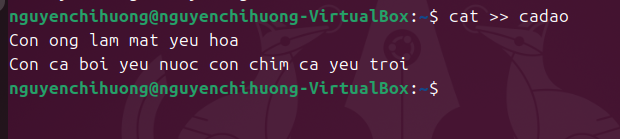 nguyenchihuong@nguyenchihuong-VirtualBox:~$ cat >> cadao
Con ong lam mat yeu hoa
Con ca boi yeu nuoc con chim ca yeu troi
nguyenchihuong@nguyenchihuong-VirtualBox:~$